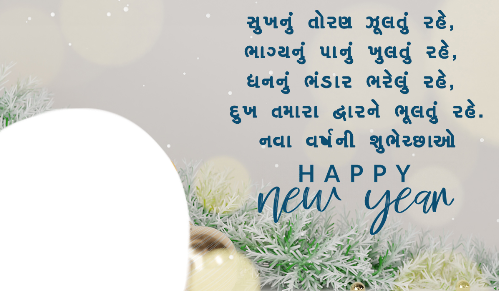 સુખનું તોરણ ઝૂલતું રહે,
ભાગ્યનું પાનું ખુલતું રહે,
ધનનું ભંડાર ભરેલું રહે,
દુખ તમારા દ્વારને ભૂલતું રહે.
નવા વર્ષની શુભેચ્છાઓ
HAPPY
new year